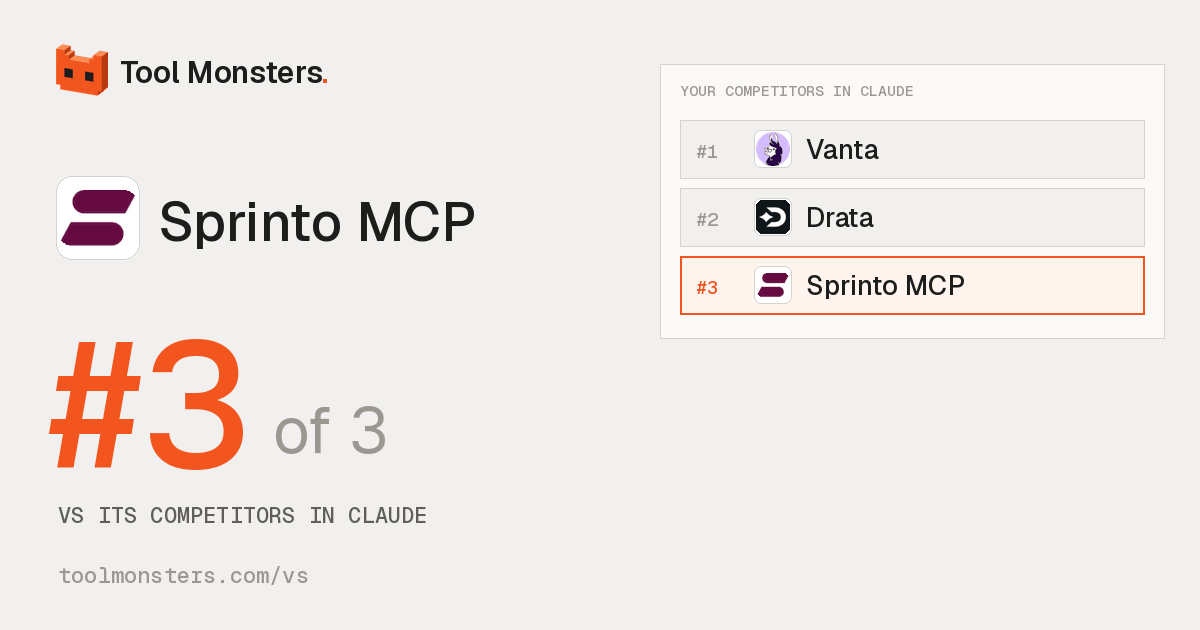 Tool Monsters.
Sprinto MCP
#3 of 3
VS ITS COMPETITORS IN CLAUDE
toolmonsters.com/vs
YOUR COMPETITORS IN CLAUDE
#1 Vanta
#2 Drata
#3 Sprinto MCP